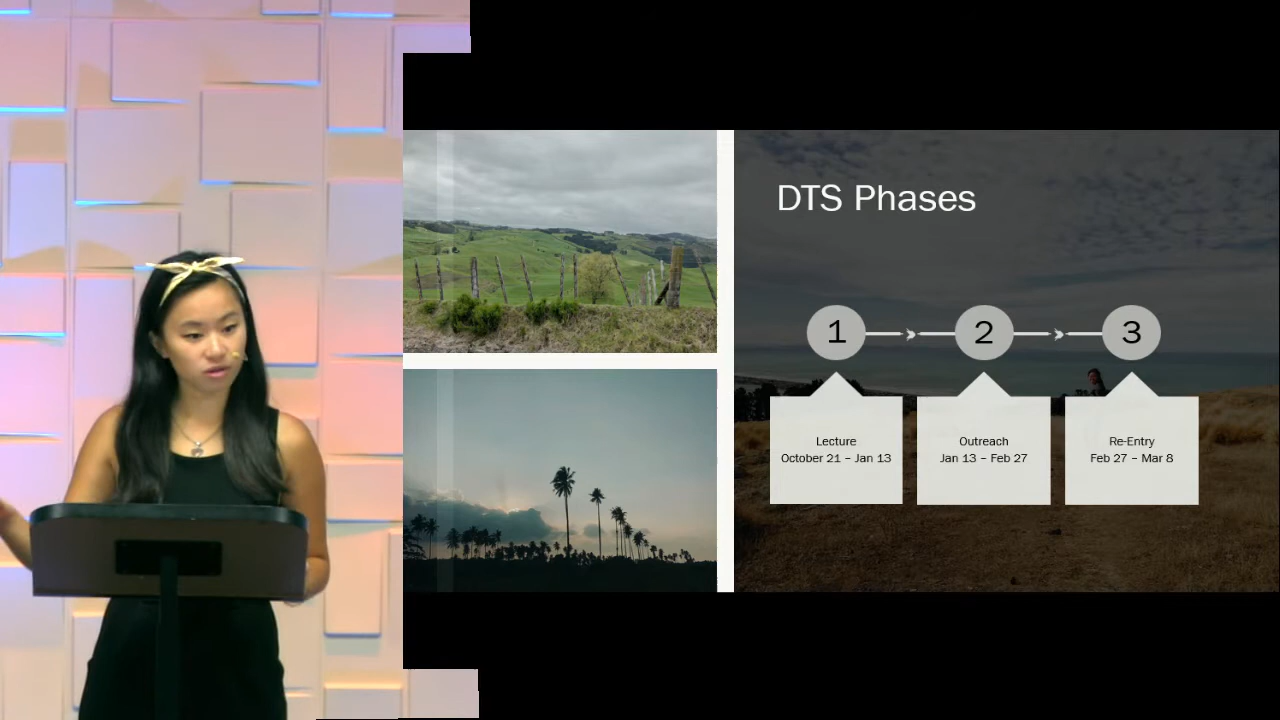 DTS Phases
1
2
3
Lecture
October 21 – Jan 13
Outreach
Jan 13 – Feb 27
Re-Entry
Feb 27 – Mar 8